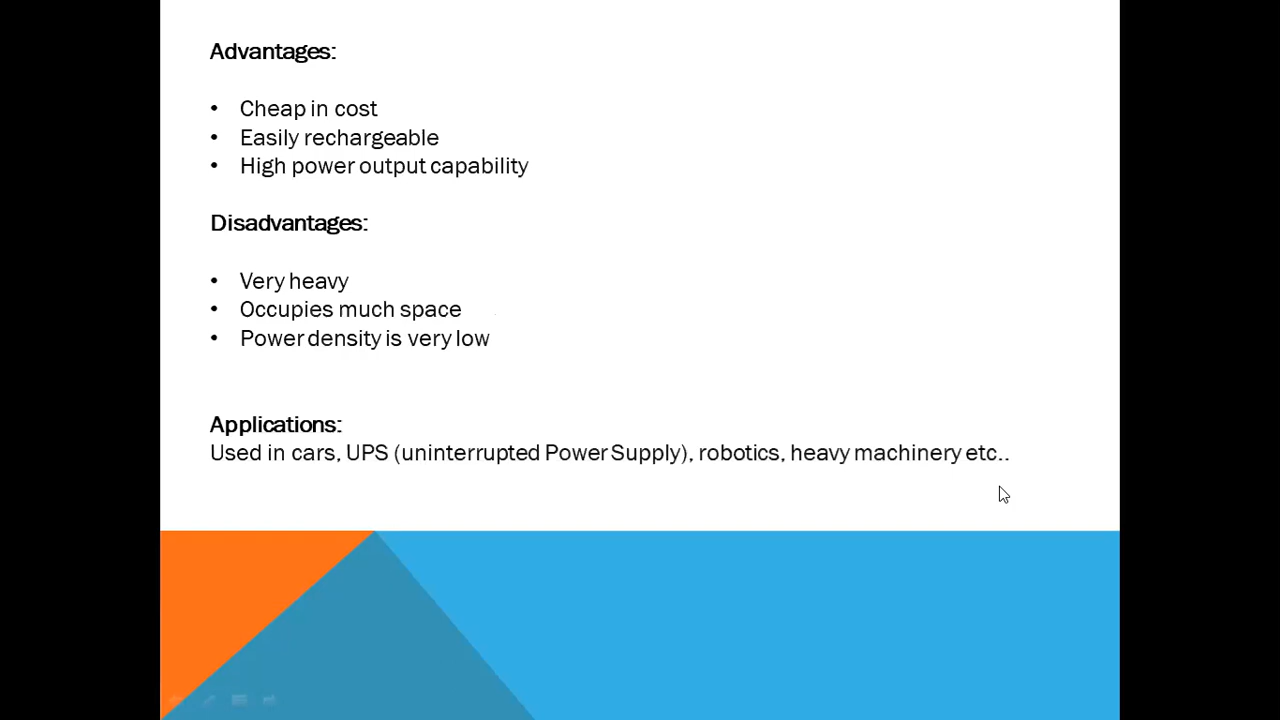 Advantages:
• Cheap in cost
• Easily rechargeable
• High power output capability
Disadvantages:
• Very heavy
• Occupies much space
• Power density is very low
Applications:
Used in cars, UPS (uninterrupted Power Supply), robotics, heavy machinery etc..